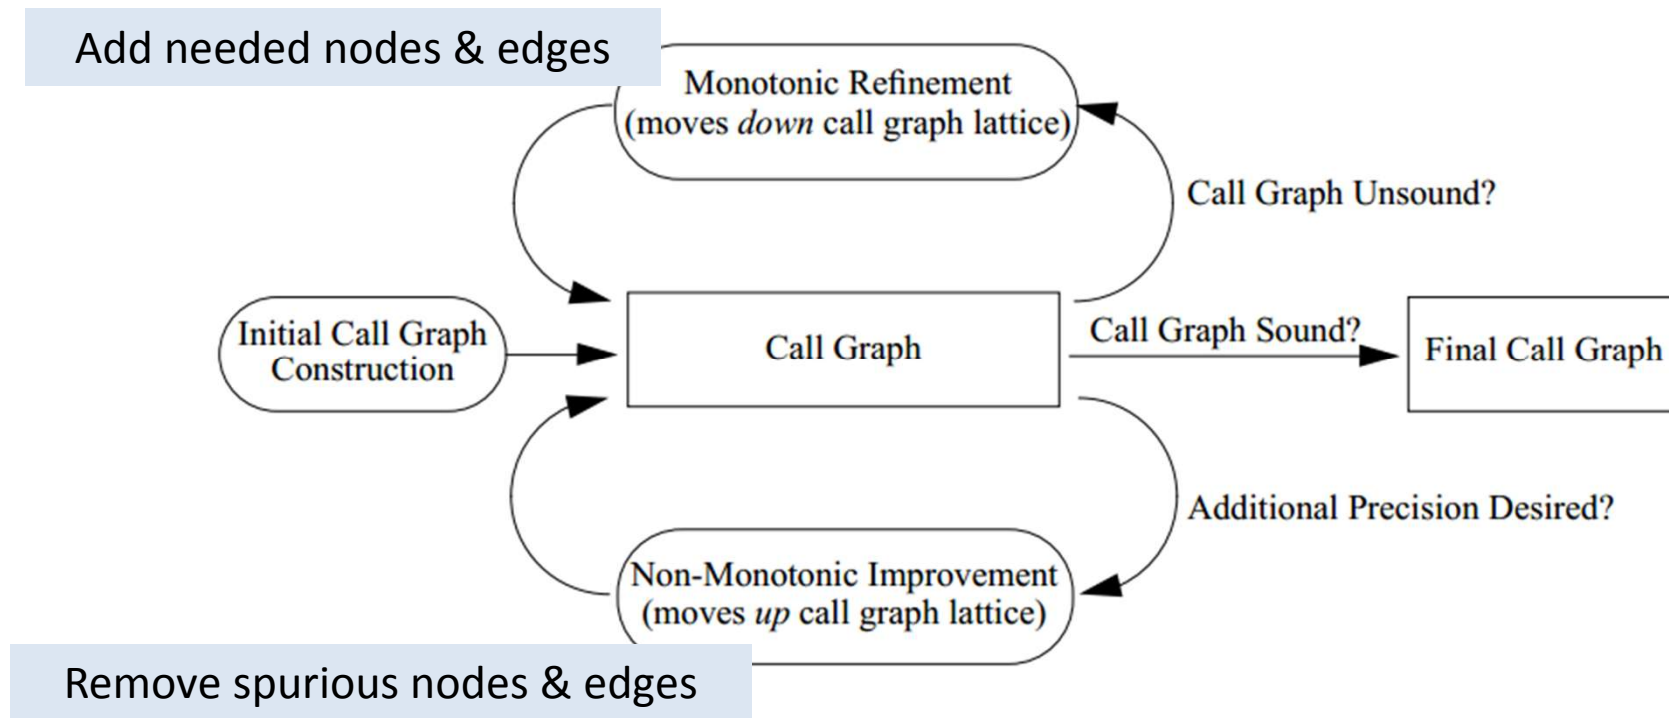 Add needed nodes & edges
Monotonic Refinement
(moves down call graph lattice)
Call Graph Unsound?
Initial Call Graph
Construction
Call Graph
Call Graph Sound?
Final Call Graph
Additional Precision Desired?
Non-Monotonic Improvement
(moves up call graph lattice)
Remove spurious nodes & edges